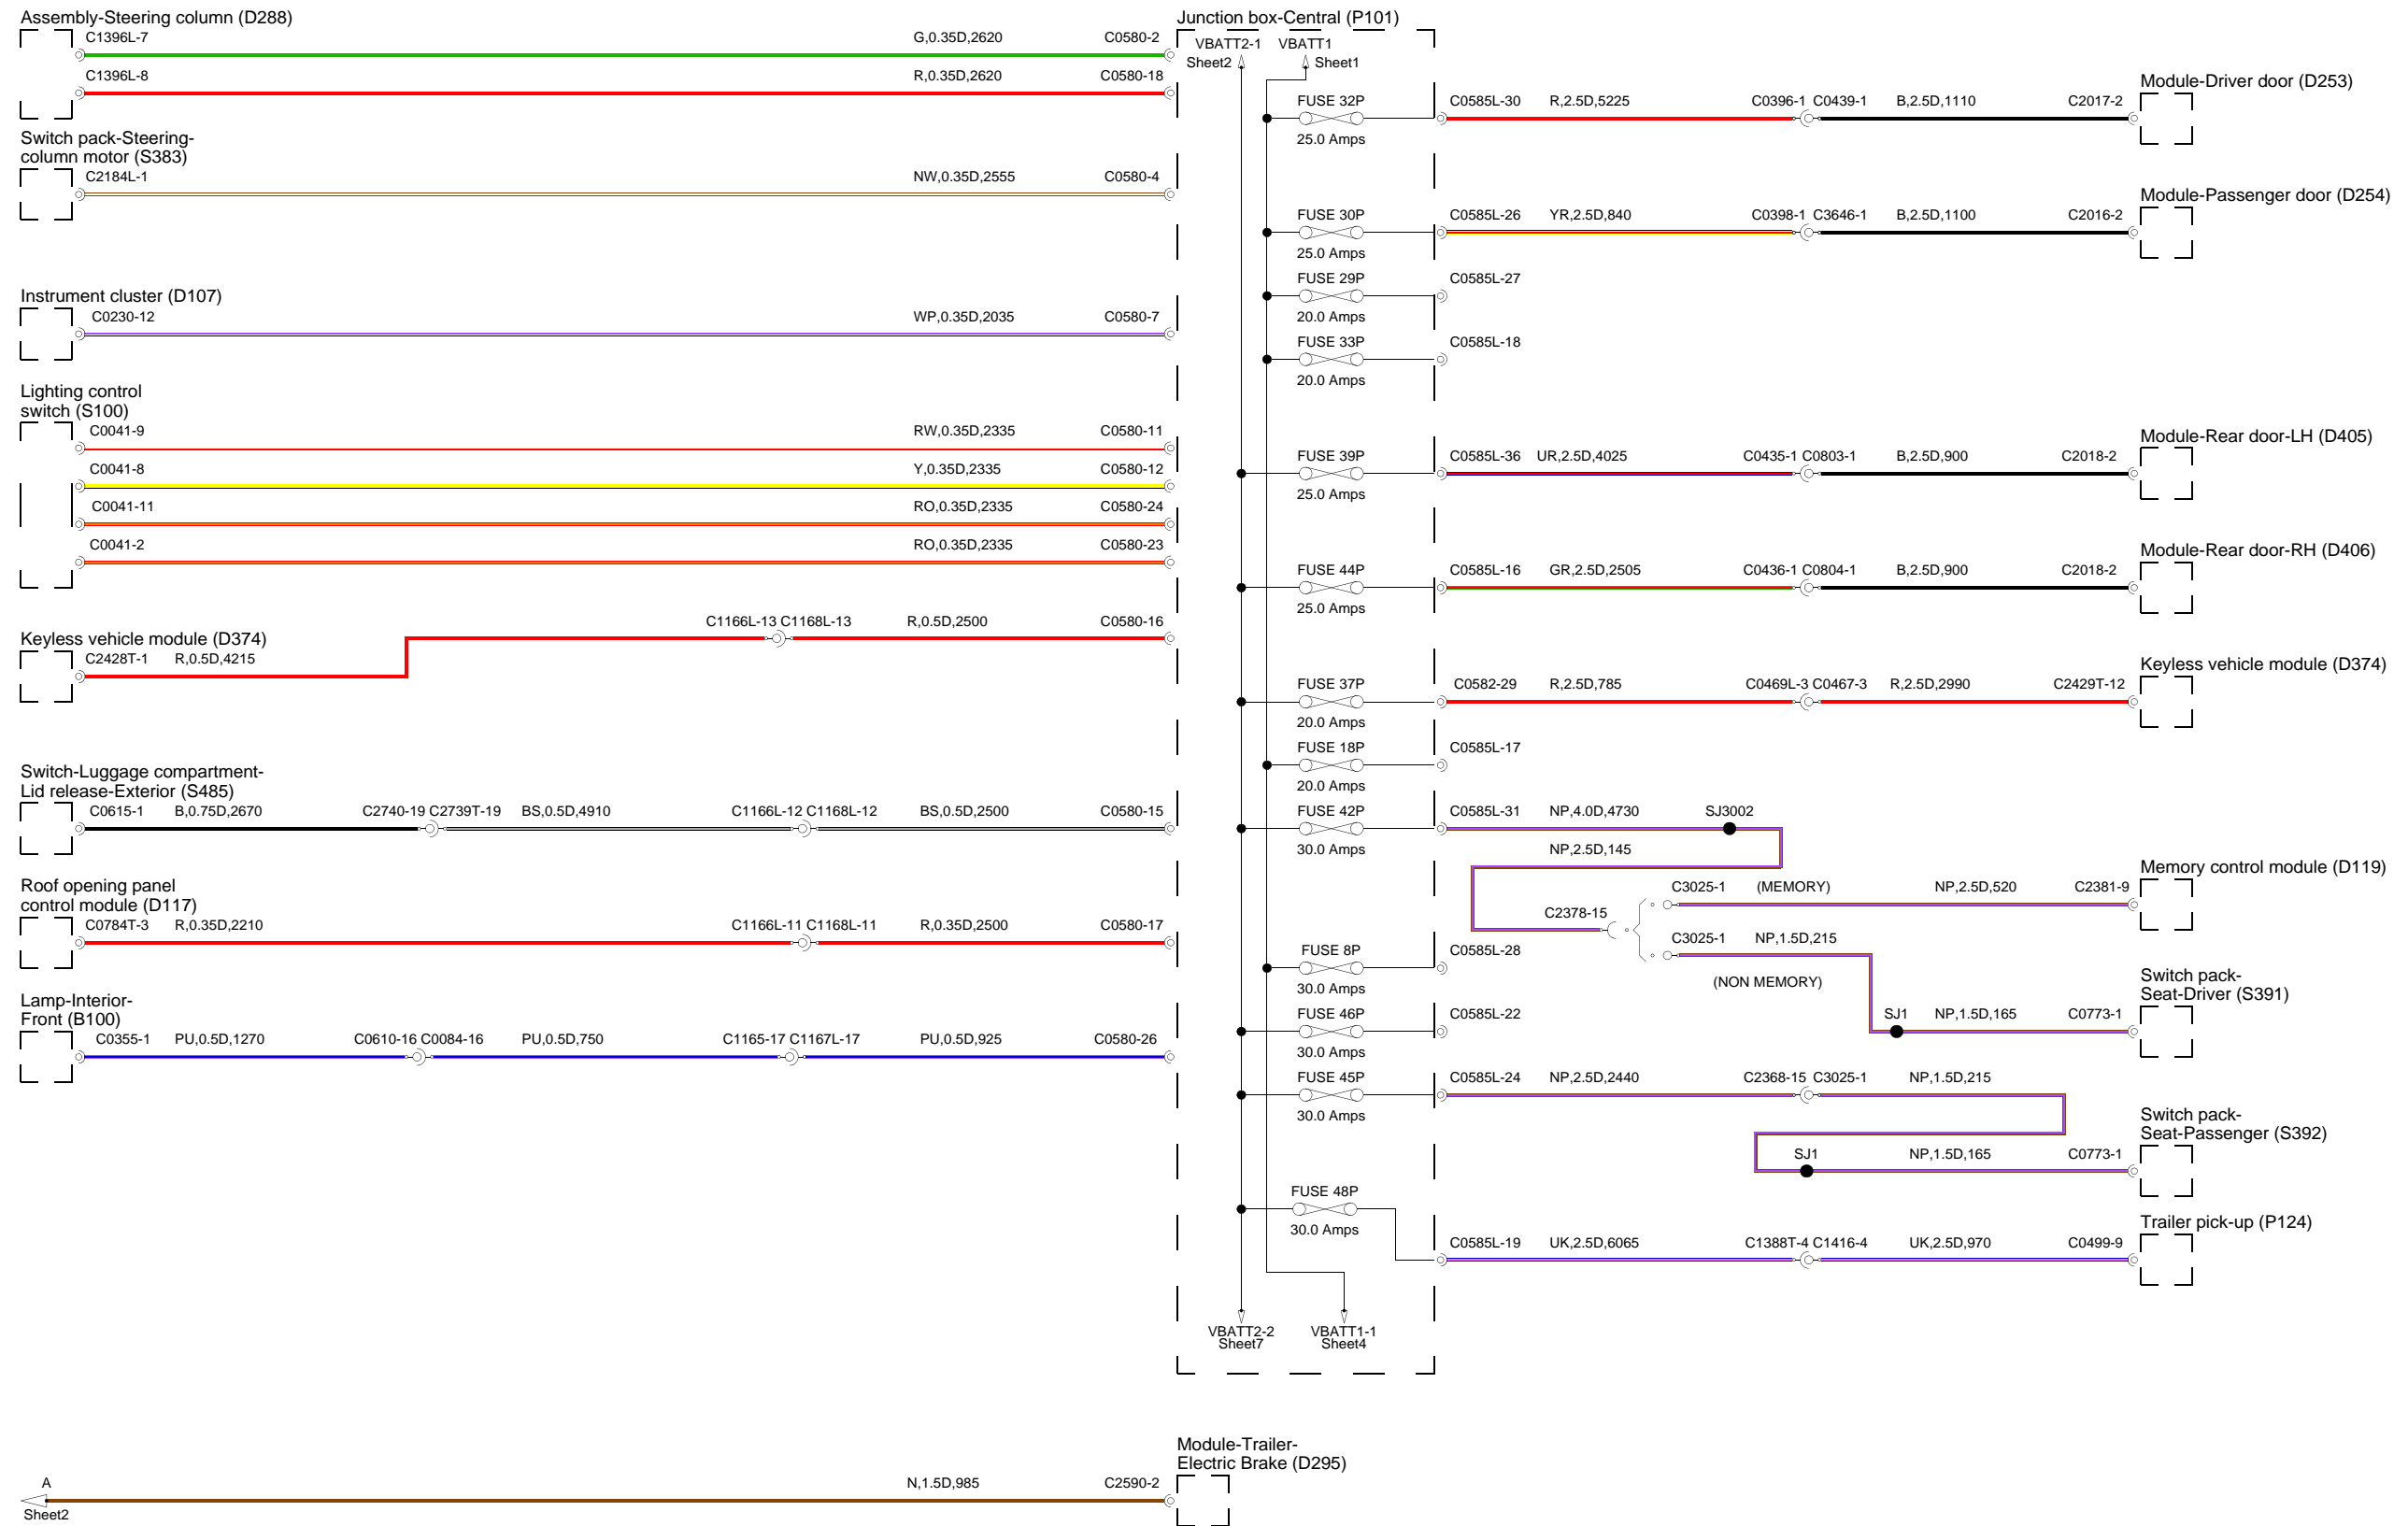 Assembly-Steering column (D288)
C1396L-7 G,0.35D,2620 C0580-2
C1396L-8 R,0.35D,2620 C0580-18
Switch pack-Steering-
column motor (S383)
C2184L-1 NW,0.35D,2555 C0580-4
Instrument cluster (D107)
C0230-12 WP,0.35D,2035 C0580-7
Lighting control
switch (S100)
C0041-9 RW,0.35D,2335 C0580-11
C0041-8 Y,0.35D,2335 C0580-12
C0041-11 RO,0.35D,2335 C0580-24
C0041-2 RO,0.35D,2335 C0580-23
Keyless vehicle module (D374)
C1166L-13 C1168L-13 R,0.5D,2500 C0580-16
C2428T-1 R,0.5D,4215
Switch-Luggage compartment-
Lid release-Exterior (S485)
C0615-1 B,0.75D,2670 C2740-19 C2739T-19 BS,0.5D,4910 C1166L-12 C1168L-12 BS,0.5D,2500 C0580-15
Roof opening panel
control module (D117)
C0784T-3 R,0.35D,2210 C1166L-11 C1168L-11 R,0.35D,2500 C0580-17
Lamp-Interior-
Front (B100)
C0355-1 PU,0.5D,1270 C0610-16 C0084-16 PU,0.5D,750 C1165-17 C1167L-17 PU,0.5D,925 C0580-26
Junction box-Central (P101)
VBATT2-1 VBATT1
Sheet2 Sheet1
FUSE 32P
25.0 Amps
C0585L-30 R,2.5D,5225 C0396-1 C0439-1 B,2.5D,1110 C2017-2
Module-Driver door (D253)
FUSE 30P
25.0 Amps
C0585L-26 YR,2.5D,840 C0398-1 C3646-1 B,2.5D,1100 C2016-2
Module-Passenger door (D254)
FUSE 29P
20.0 Amps
C0585L-27
FUSE 33P
20.0 Amps
C0585L-18
FUSE 39P
25.0 Amps
C0585L-36 UR,2.5D,4025 C0435-1 C0803-1 B,2.5D,900 C2018-2
Module-Rear door-LH (D405)
FUSE 44P
25.0 Amps
C0585L-16 GR,2.5D,2505 C0436-1 C0804-1 B,2.5D,900 C2018-2
Module-Rear door-RH (D406)
FUSE 37P
20.0 Amps
C0582-29 R,2.5D,785 C0469L-3 C0467-3 R,2.5D,2990 C2429T-12
Keyless vehicle module (D374)
FUSE 18P
20.0 Amps
C0585L-17
FUSE 42P
30.0 Amps
C0585L-31 NP,4.0D,4730 SJ3002
NP,2.5D,145
C2378-15
C3025-1 (MEMORY) NP,2.5D,520 C2381-9
Memory control module (D119)
C3025-1 NP,1.5D,215
(NON MEMORY)
SJ1 NP,1.5D,165 C0773-1
Switch pack-
Seat-Driver (S391)
FUSE 8P
30.0 Amps
C0585L-28
FUSE 46P
30.0 Amps
C0585L-22
FUSE 45P
30.0 Amps
C0585L-24 NP,2.5D,2440 C2368-15 C3025-1 NP,1.5D,215
SJ1 NP,1.5D,165 C0773-1
Switch pack-
Seat-Passenger (S392)
FUSE 48P
30.0 Amps
C0585L-19 UK,2.5D,6065 C1388T-4 C1416-4 UK,2.5D,970 C0499-9
Trailer pick-up (P124)
VBATT2-2 VBATT1-1
Sheet7 Sheet4
Module-Trailer-
Electric Brake (D295)
A N,1.5D,985 C2590-2
Sheet2